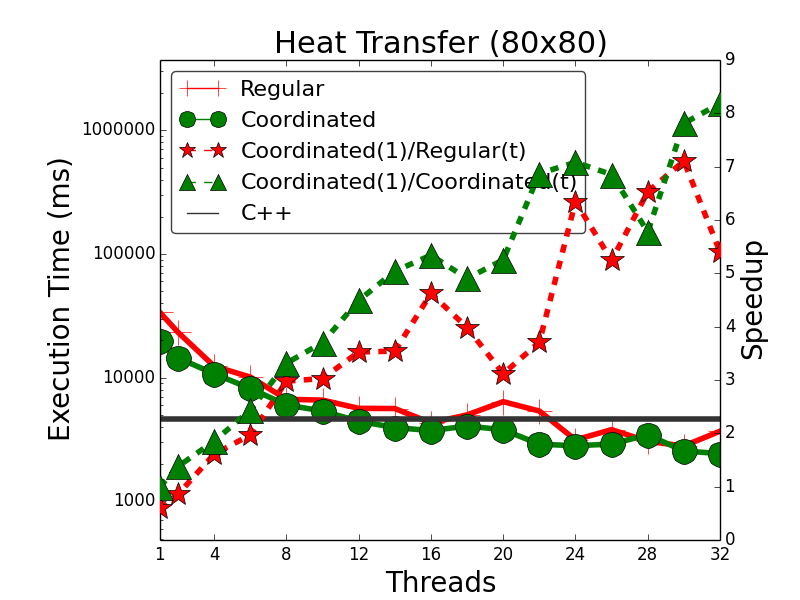 Heat Transfer (80x80)
Regular
Coordinated
Coordinated(1)/Regular(t)
Coordinated(1)/Coordinated(t)
C++
Execution Time (ms)
1000000
100000
10000
1000
Speedup
9
8
7
6
5
4
3
2
1
0
1 4 8 12 16 20 24 28 32
Threads